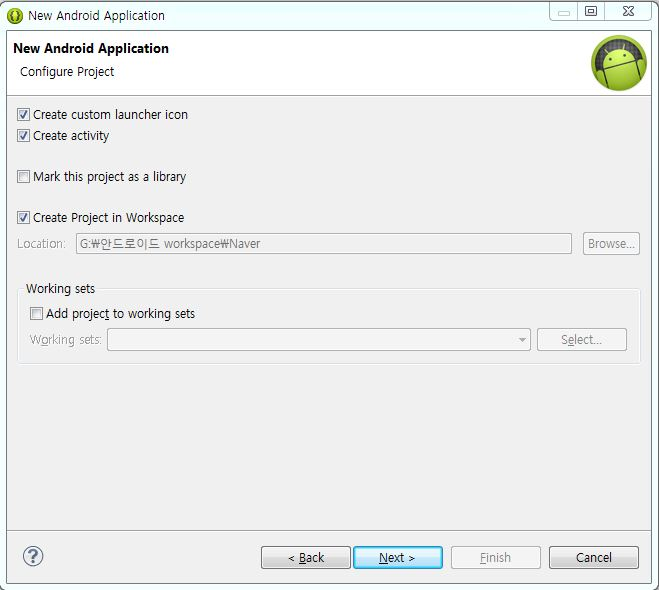 New Android Application
New Android Application
Configure Project
Create custom launcher icon
Create activity
Mark this project as a library
Create Project in Workspace
Location: G:₩안드로이드 workspace₩Naver Browse...
Working sets
Add project to working sets
Working sets: Select...
? < Back Next > Finish Cancel